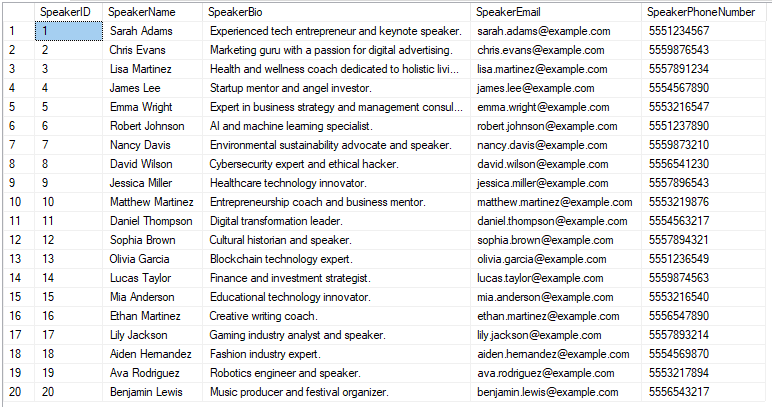 SpeakerID SpeakerName SpeakerBio SpeakerEmail SpeakerPhoneNumber
1 1 Sarah Adams Experienced tech entrepreneur and keynote speaker. sarah.adams@example.com 5551234567
2 2 Chris Evans Marketing guru with a passion for digital advertising. chris.evans@example.com 5559876543
3 3 Lisa Martinez Health and wellness coach dedicated to holistic livi... lisa.martinez@example.com 5557891234
4 4 James Lee Startup mentor and angel investor. james.lee@example.com 5554567890
5 5 Emma Wright Expert in business strategy and management consul... emma.wright@example.com 5553216547
6 6 Robert Johnson AI and machine learning specialist. robert.johnson@example.com 5551237890
7 7 Nancy Davis Environmental sustainability advocate and speaker. nancy.davis@example.com 5559873210
8 8 David Wilson Cybersecurity expert and ethical hacker. david.wilson@example.com 5556541230
9 9 Jessica Miller Healthcare technology innovator. jessica.miller@example.com 5557896543
10 10 Matthew Martinez Entrepreneurship coach and business mentor. matthew.martinez@example.com 5553219876
11 11 Daniel Thompson Digital transformation leader. daniel.thompson@example.com 5554563217
12 12 Sophia Brown Cultural historian and speaker. sophia.brown@example.com 5557894321
13 13 Olivia Garcia Blockchain technology expert. olivia.garcia@example.com 5551236549
14 14 Lucas Taylor Finance and investment strategist. lucas.taylor@example.com 5559874563
15 15 Mia Anderson Educational technology innovator. mia.anderson@example.com 5553216540
16 16 Ethan Martinez Creative writing coach. ethan.martinez@example.com 5556547890
17 17 Lily Jackson Gaming industry analyst and speaker. lily.jackson@example.com 5557893214
18 18 Aiden Hernandez Fashion industry expert. aiden.hernandez@example.com 5554569870
19 19 Ava Rodriguez Robotics engineer and speaker. ava.rodriguez@example.com 5553217894
20 20 Benjamin Lewis Music producer and festival organizer. benjamin.lewis@example.com 5556543217